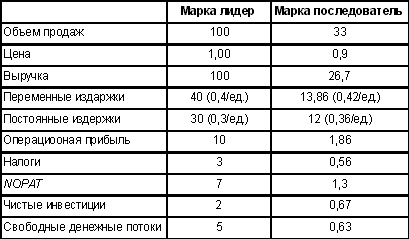 Марка лидер Марка последователь
Объем продаж 100 33
Цена 1,00 0,9
Выручка 100 26,7
Переменные издаржки 40 (0,4/ед.) 13,86 (0,42/ед.)
Постоянные издержки 30 (0,3/ед.) 12 (0,36/ед.)
Операциооная прибыль 10 1,86
Налоги 3 0,56
NOPAT 7 1,3
Чистые инвестиции 2 0,67
Свободные денежные потоки 5 0,63